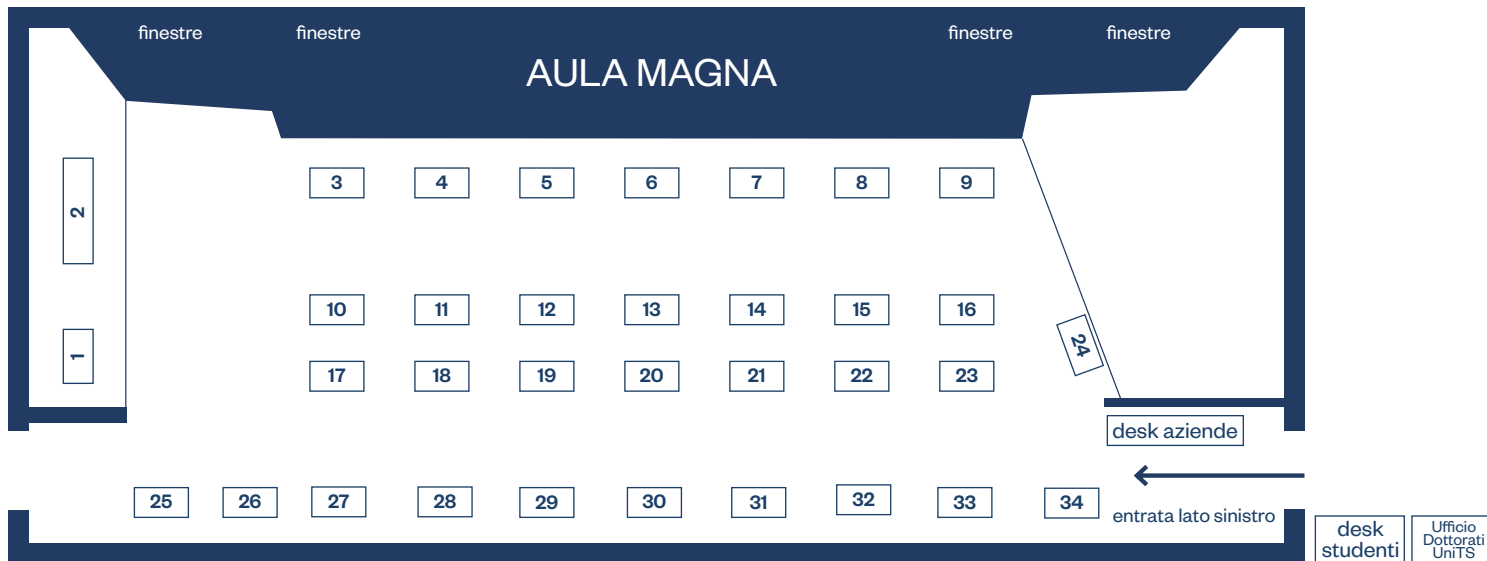 finestre finestre finestre finestre
AULA MAGNA
3 4 5 6 7 8 9
2
10 11 12 13 14 15 16
1
24
17 18 19 20 21 22 23
desk aziende
25 26 27 28 29 30 31 32 33 34
entrata lato sinistro
desk
studenti
Ufficio
Dottorati
UniTS